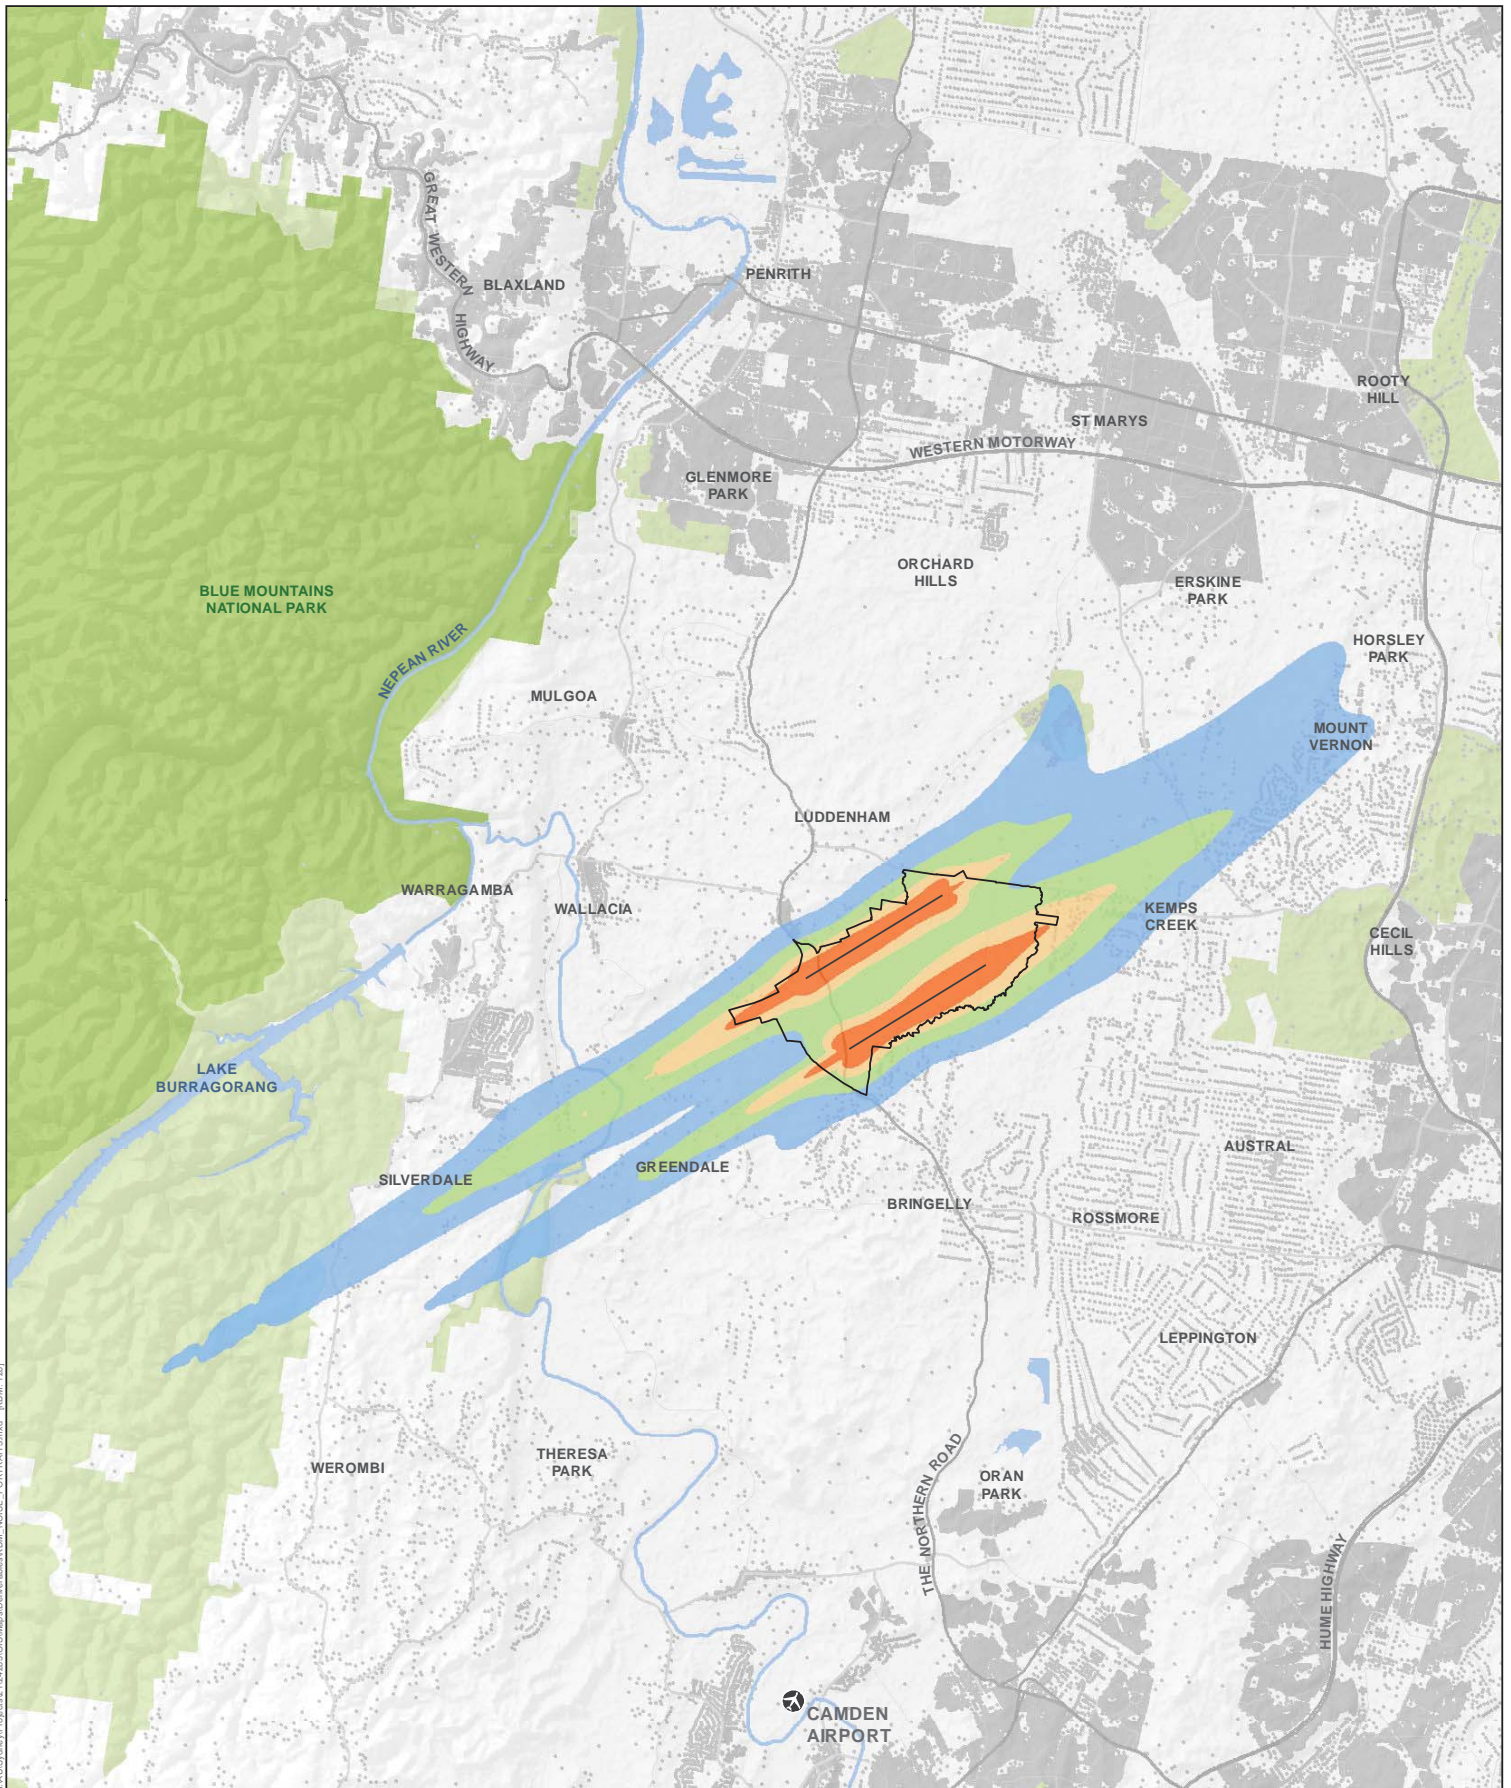 GREAT WESTERN HIGHWAY
BLAXLAND
PENRITH
ROOTY
HILL
ST MARYS
WESTERN MOTORWAY
GLENMORE
PARK
ORCHARD
HILLS
ERSKINE
PARK
BLUE MOUNTAINS
NATIONAL PARK
NEPEAN RIVER
HORSLEY
PARK
MULGOA
MOUNT
VERNON
LUDDENHAM
WARRAGAMBA
WALLACIA
KEMPS
CREEK
CECIL
HILLS
LAKE
BURRAGORANG
SILVERDALE
GREENDALE
AUSTRAL
BRINGELLY
ROSSMORE
LEPPINGTON
THERESA
PARK
WEROMBI
THE NORTHERN ROAD
ORAN
PARK
HUME HIGHWAY
CAMDEN
AIRPORT